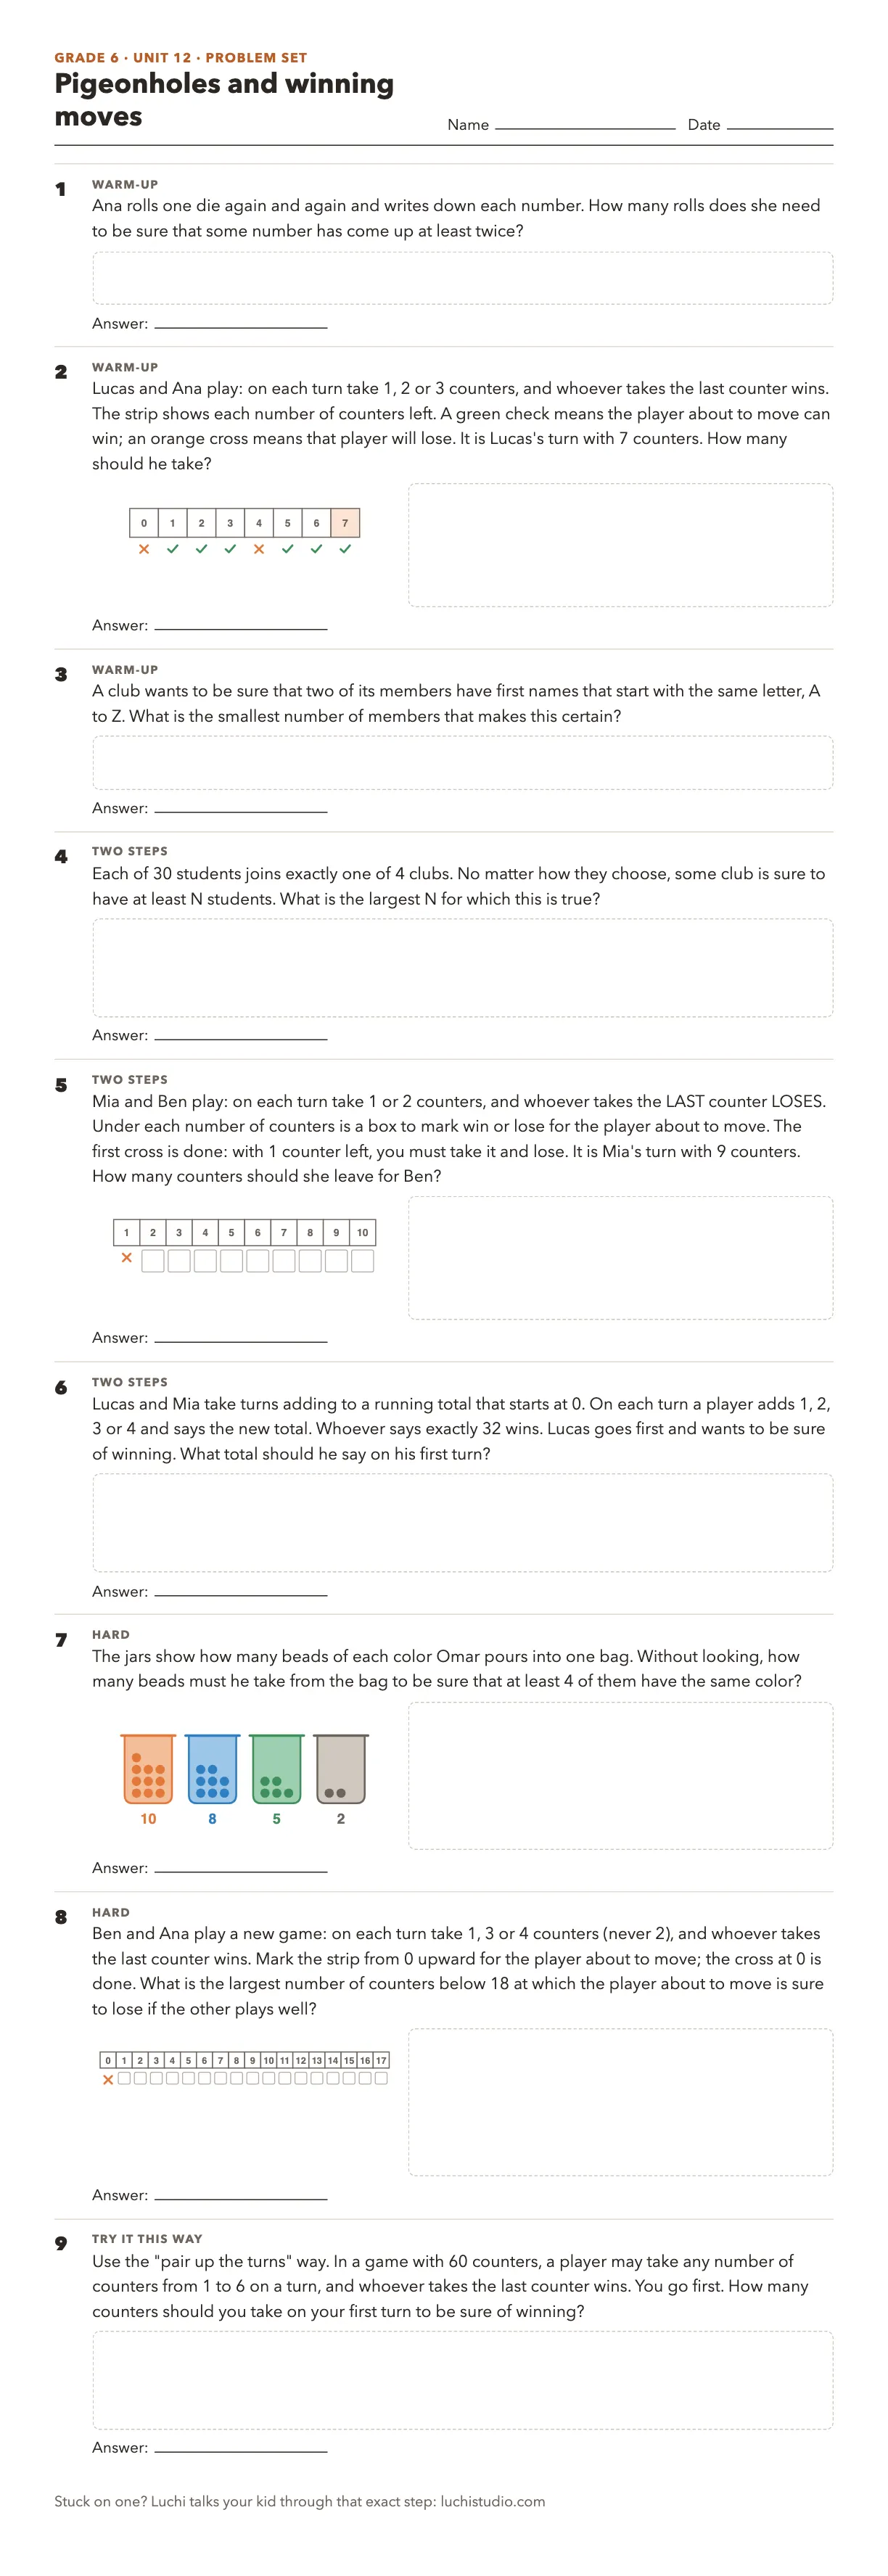 GRADE 6 · UNIT 12 · PROBLEM SET
Pigeonholes and winning
moves
Name
Date
1
WARM-UP
Ana rolls one die again and again and writes down each number. How many rolls does she need
to be sure that some number has come up at least twice?
Answer:
2
WARM-UP
Lucas and Ana play: on each turn take 1, 2 or 3 counters, and whoever takes the last counter wins.
The strip shows each number of counters left. A green check means the player about to move can
win; an orange cross means that player will lose. It is Lucas's turn with 7 counters. How many
should he take?
0 1 2 3 4 5 6 7
Answer:
3
WARM-UP
A club wants to be sure that two of its members have first names that start with the same letter, A
to Z. What is the smallest number of members that makes this certain?
Answer:
4
TWO STEPS
Each of 30 students joins exactly one of 4 clubs. No matter how they choose, some club is sure to
have at least N students. What is the largest N for which this is true?
Answer:
5
TWO STEPS
Mia and Ben play: on each turn take 1 or 2 counters, and whoever takes the LAST counter LOSES.
Under each number of counters is a box to mark win or lose for the player about to move. The
first cross is done: with 1 counter left, you must take it and lose. It is Mia's turn with 9 counters.
How many counters should she leave for Ben?
1 2 3 4 5 6 7 8 9 10
Answer:
6
TWO STEPS
Lucas and Mia take turns adding to a running total that starts at 0. On each turn a player adds 1, 2,
3 or 4 and says the new total. Whoever says exactly 32 wins. Lucas goes first and wants to be sure
of winning. What total should he say on his first turn?
Answer:
7
HARD
The jars show how many beads of each color Omar pours into one bag. Without looking, how
many beads must he take from the bag to be sure that at least 4 of them have the same color?
10 8 5 2
Answer:
8
HARD
Ben and Ana play a new game: on each turn take 1, 3 or 4 counters (never 2), and whoever takes
the last counter wins. Mark the strip from 0 upward for the player about to move; the cross at 0 is
done. What is the largest number of counters below 18 at which the player about to move is sure
to lose if the other plays well?
0 1 2 3 4 5 6 7 8 9 10 11 12 13 14 15 16 17
Answer:
9
TRY IT THIS WAY
Use the "pair up the turns" way. In a game with 60 counters, a player may take any number of
counters from 1 to 6 on a turn, and whoever takes the last counter wins. You go first. How many
counters should you take on your first turn to be sure of winning?
Answer:
Stuck on one? Luchi talks your kid through that exact step: luchistudio.com